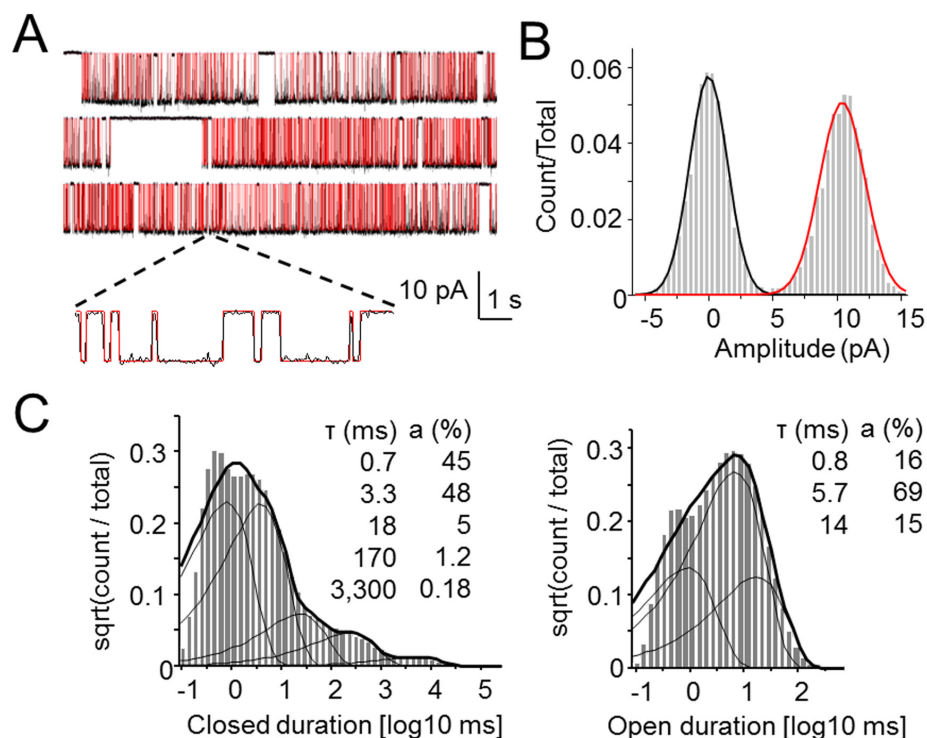 A
10 pA
1 s
B
Count/Total
0.06
0.04
0.02
0
-5 0 5 10 15
Amplitude (pA)
C
sqrt(count / total)
0.3
0.2
0.1
0
-1 0 1 2 3 4 5
Closed duration [log10 ms]
τ (ms) a (%)
0.7 45
3.3 48
18 5
170 1.2
3,300 0.18
sqrt(count / total)
0.3
0.2
0.1
0
-1 0 1 2
Open duration [log10 ms]
τ (ms) a (%)
0.8 16
5.7 69
14 15